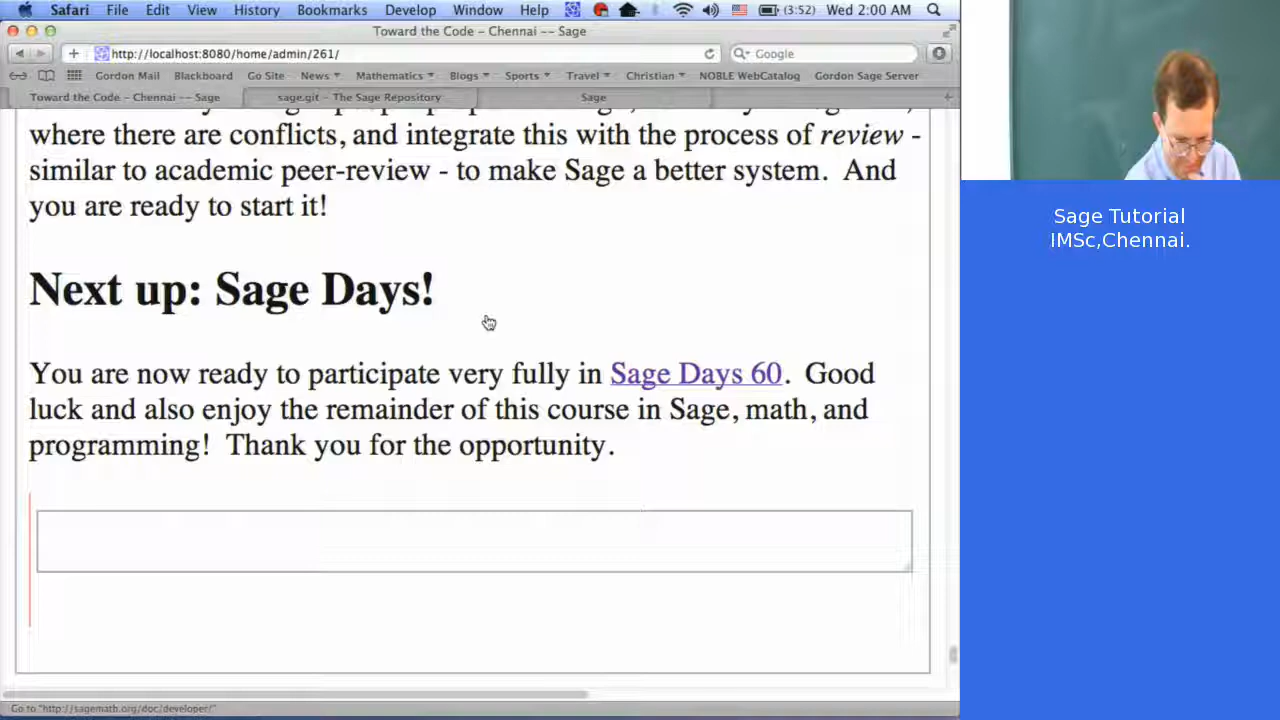 Safari File Edit View History Bookmarks Develop Window Help (3:52) Wed 2:00 AM
Toward the Code – Chennai –– Sage
http://localhost:8080/home/admin/261/ Google
Gordon Mail Blackboard Go Site News Mathematics Blogs Sports Travel Christian NOBLE WebCatalog Gordon Sage Server
Toward the Code – Chennai –– Sage sage.git – The Sage Repository Sage
where there are conflicts, and integrate this with the process of review -
similar to academic peer-review - to make Sage a better system. And
you are ready to start it!
Next up: Sage Days!
You are now ready to participate very fully in Sage Days 60. Good
luck and also enjoy the remainder of this course in Sage, math, and
programming! Thank you for the opportunity.
Go to "http://sagemath.org/doc/developer/"
Sage Tutorial
IMSc,Chennai.